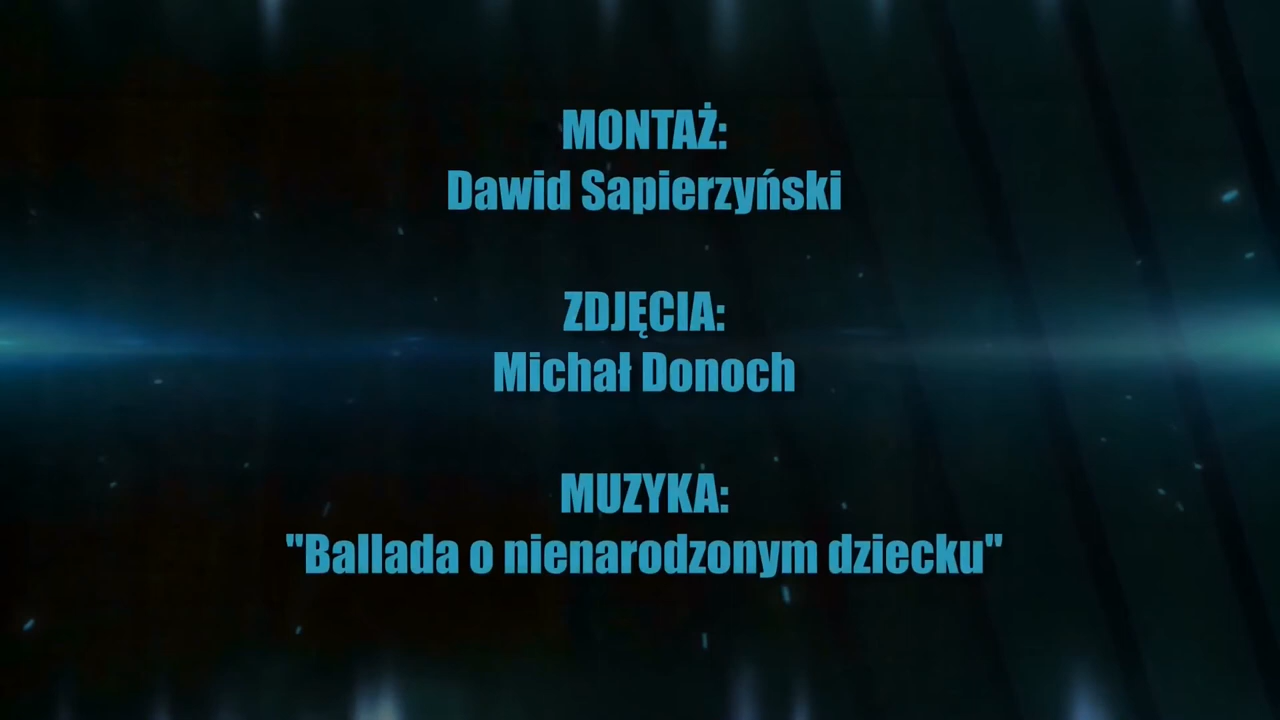 MONTAŻ:
Dawid Sapierzyński
ZDJĘCIA:
Michał Donoch
MUZYKA:
"Ballada o nienarodzonym dziecku"